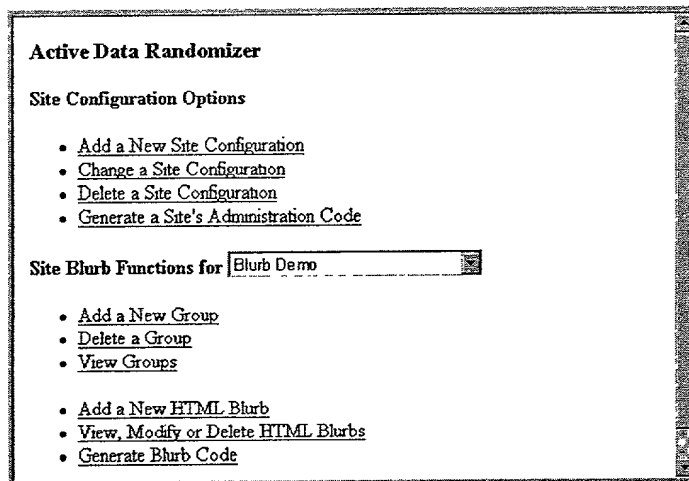 Active Data Randomizer
Site Configuration Options
Add a New Site Configuration
Change a Site Configuration
Delete a Site Configuration
Generate a Site's Administration Code
Site Blurb Functions for Blurb Demo
Add a New Group
Delete a Group
View Groups
Add a New HTML Blurb
View, Modify or Delete HTML Blurbs
Generate Blurb Code